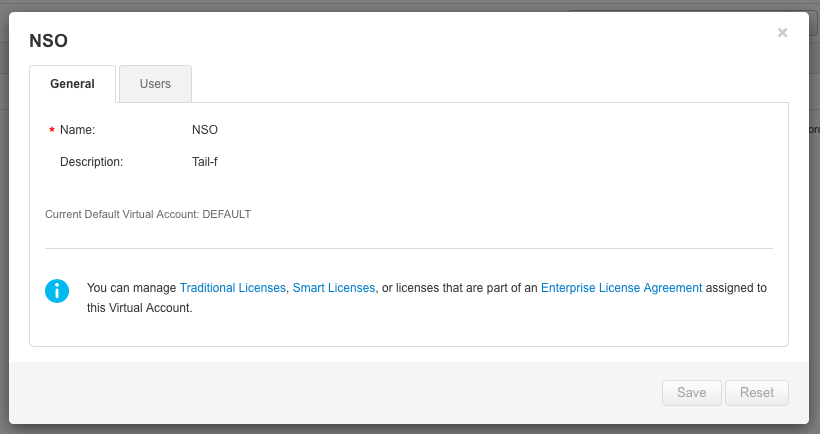 NSO
×
General
Users
* Name: NSO
Description: Tail-f
Current Default Virtual Account: DEFAULT
You can manage Traditional Licenses, Smart Licenses, or licenses that are part of an Enterprise License Agreement assigned to
this Virtual Account.
Save
Reset